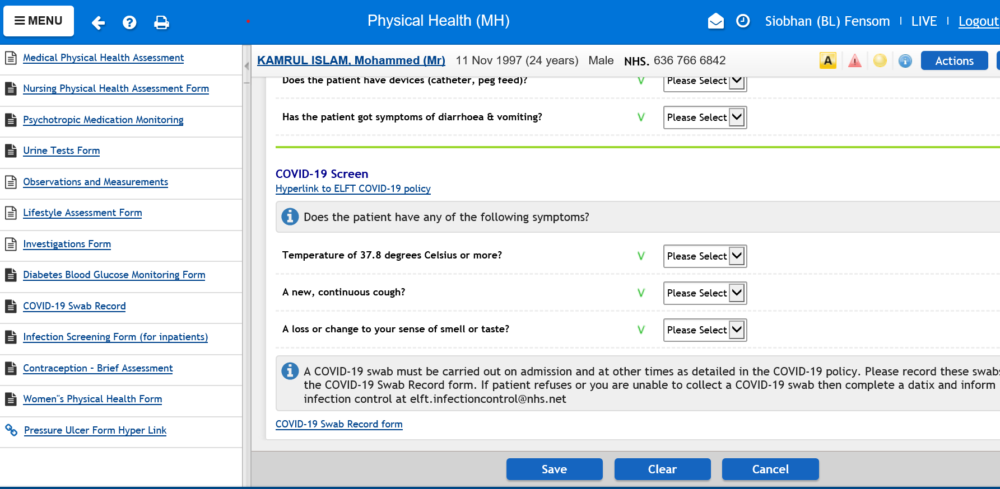 MENU
Physical Health (MH)
Siobhan (BL) Fensom | LIVE | Logout
Medical Physical Health Assessment
Nursing Physical Health Assessment Form
Psychotropic Medication Monitoring
Urine Tests Form
Observations and Measurements
Lifestyle Assessment Form
Investigations Form
Diabetes Blood Glucose Monitoring Form
COVID-19 Swab Record
Infection Screening Form (for inpatients)
Contraception - Brief Assessment
Women"s Physical Health Form
Pressure Ulcer Form Hyper Link
KAMRUL ISLAM, Mohammed (Mr) 11 Nov 1997 (24 years) Male NHS. 636 766 6842
A
Actions
Does the patient have devices (catheter, peg feed)? V Please Select
Has the patient got symptoms of diarrhoea & vomiting? V Please Select
COVID-19 Screen
Hyperlink to ELFT COVID-19 policy
Does the patient have any of the following symptoms?
Temperature of 37.8 degrees Celsius or more? V Please Select
A new, continuous cough? V Please Select
A loss or change to your sense of smell or taste? V Please Select
A COVID-19 swab must be carried out on admission and at other times as detailed in the COVID-19 policy. Please record these swabs
the COVID-19 Swab Record form. If patient refuses or you are unable to collect a COVID-19 swab then complete a datix and inform
infection control at elft.infectioncontrol@nhs.net
COVID-19 Swab Record form
Save Clear Cancel